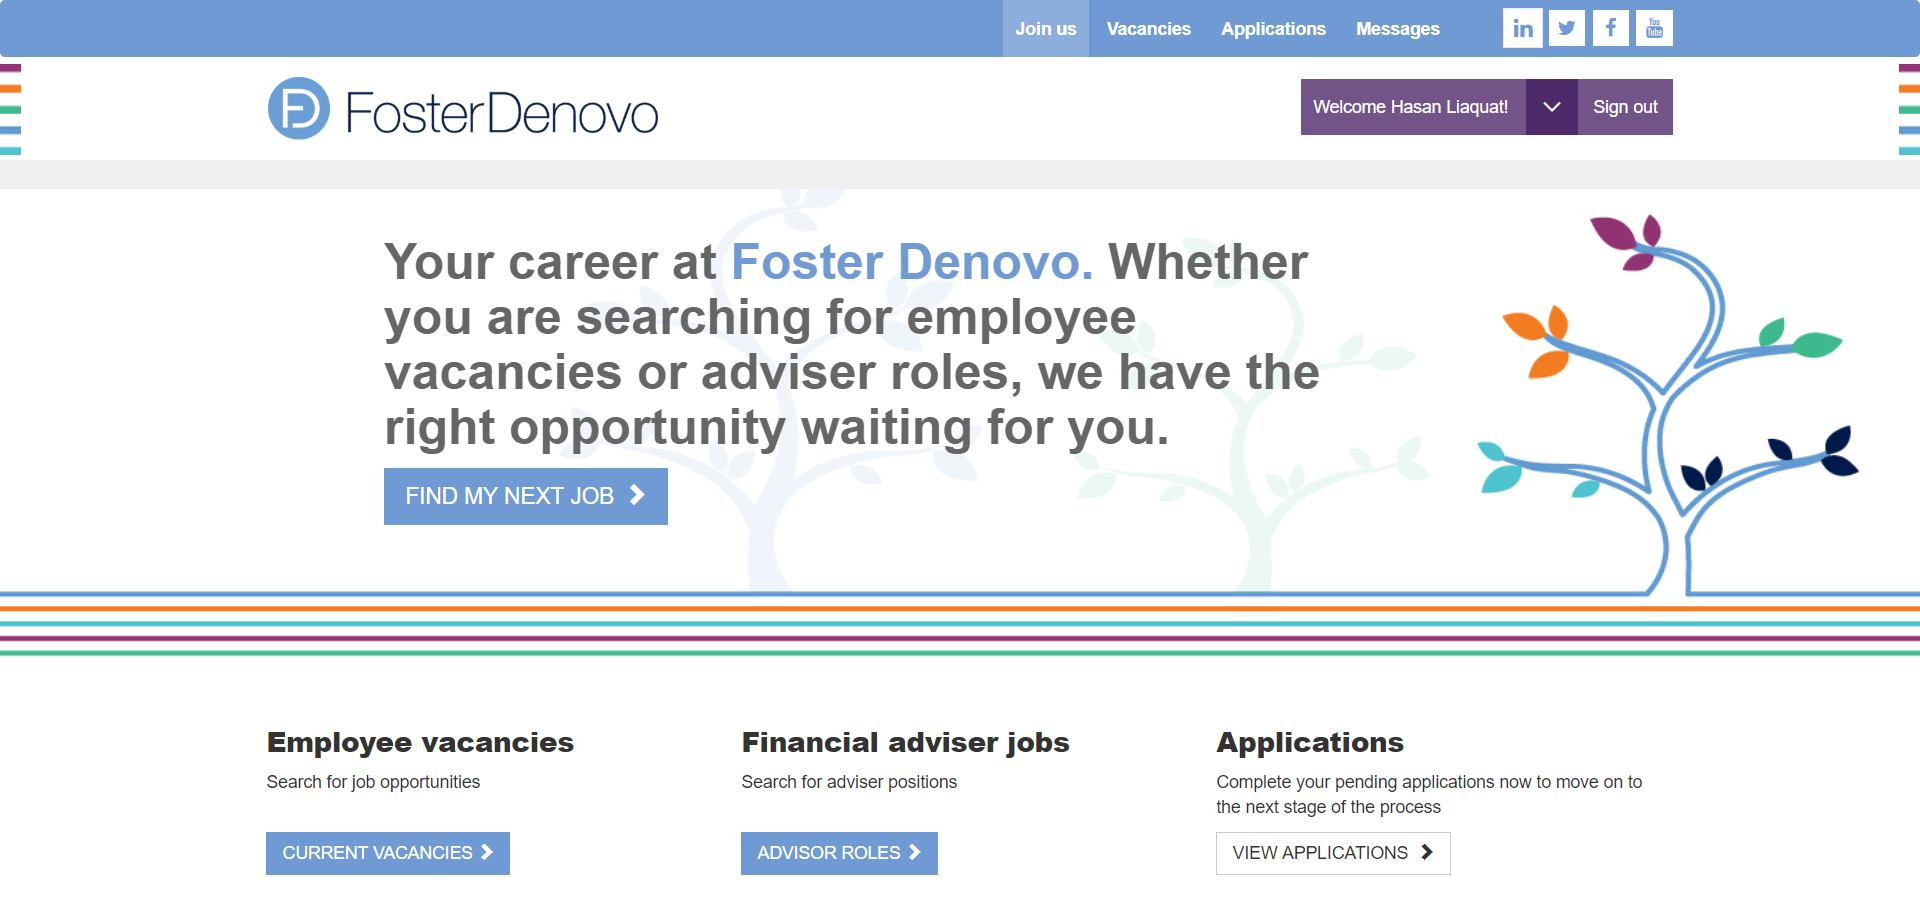 Join us Vacancies Applications Messages in f You Tube
FD FosterDenovo
Welcome Hasan Liaquat! Sign out
Your career at Foster Denovo. Whether
you are searching for employee
vacancies or adviser roles, we have the
right opportunity waiting for you.
FIND MY NEXT JOB
Employee vacancies
Search for job opportunities
CURRENT VACANCIES
Financial adviser jobs
Search for adviser positions
ADVISOR ROLES
Applications
Complete your pending applications now to move on to
the next stage of the process
VIEW APPLICATIONS